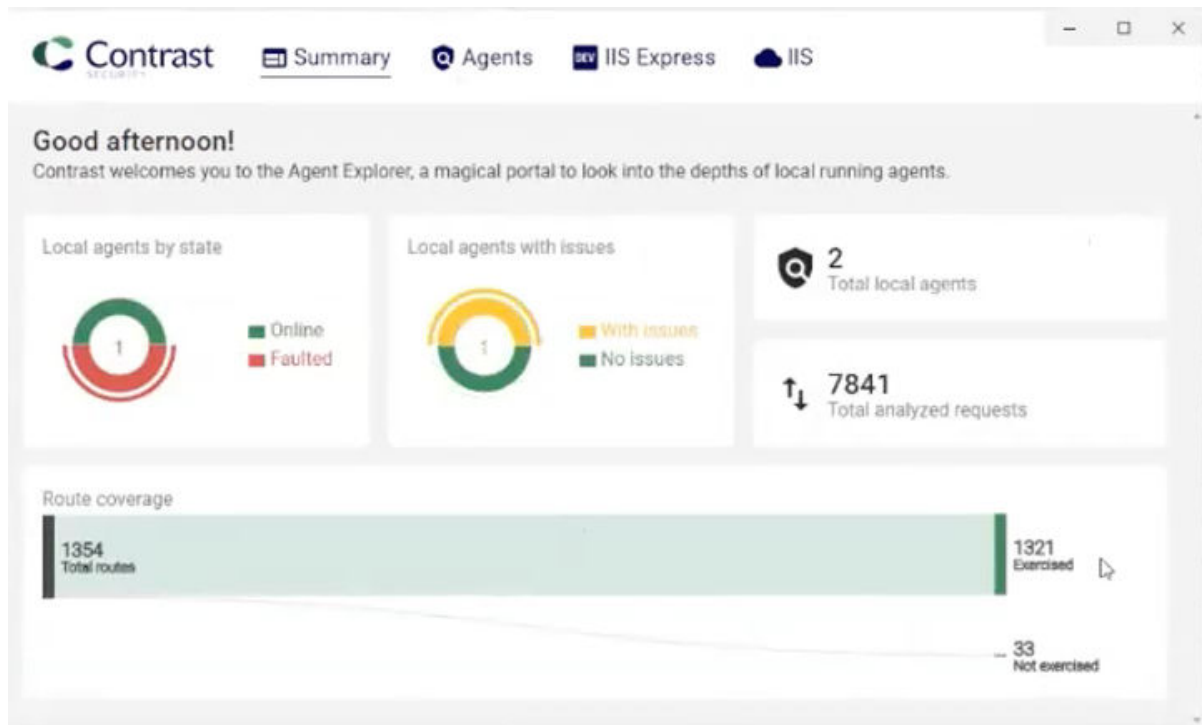 Contrast
SECURITY
Summary
Agents
DEV
IIS Express
IIS
Good afternoon!
Contrast welcomes you to the Agent Explorer, a magical portal to look into the depths of local running agents.
Local agents by state
1
Online
Faulted
Local agents with issues
1
With issues
No issues
2
Total local agents
7841
Total analyzed requests
Route coverage
1354
Total routes
1321
Exercised
33
Not exercised